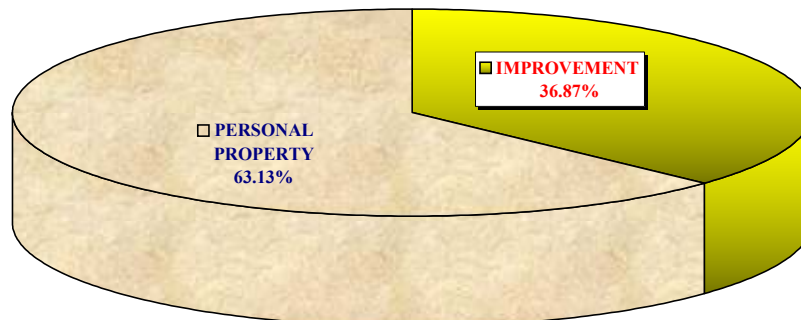 IMPROVEMENT
36.87%
PERSONAL
PROPERTY
63.13%